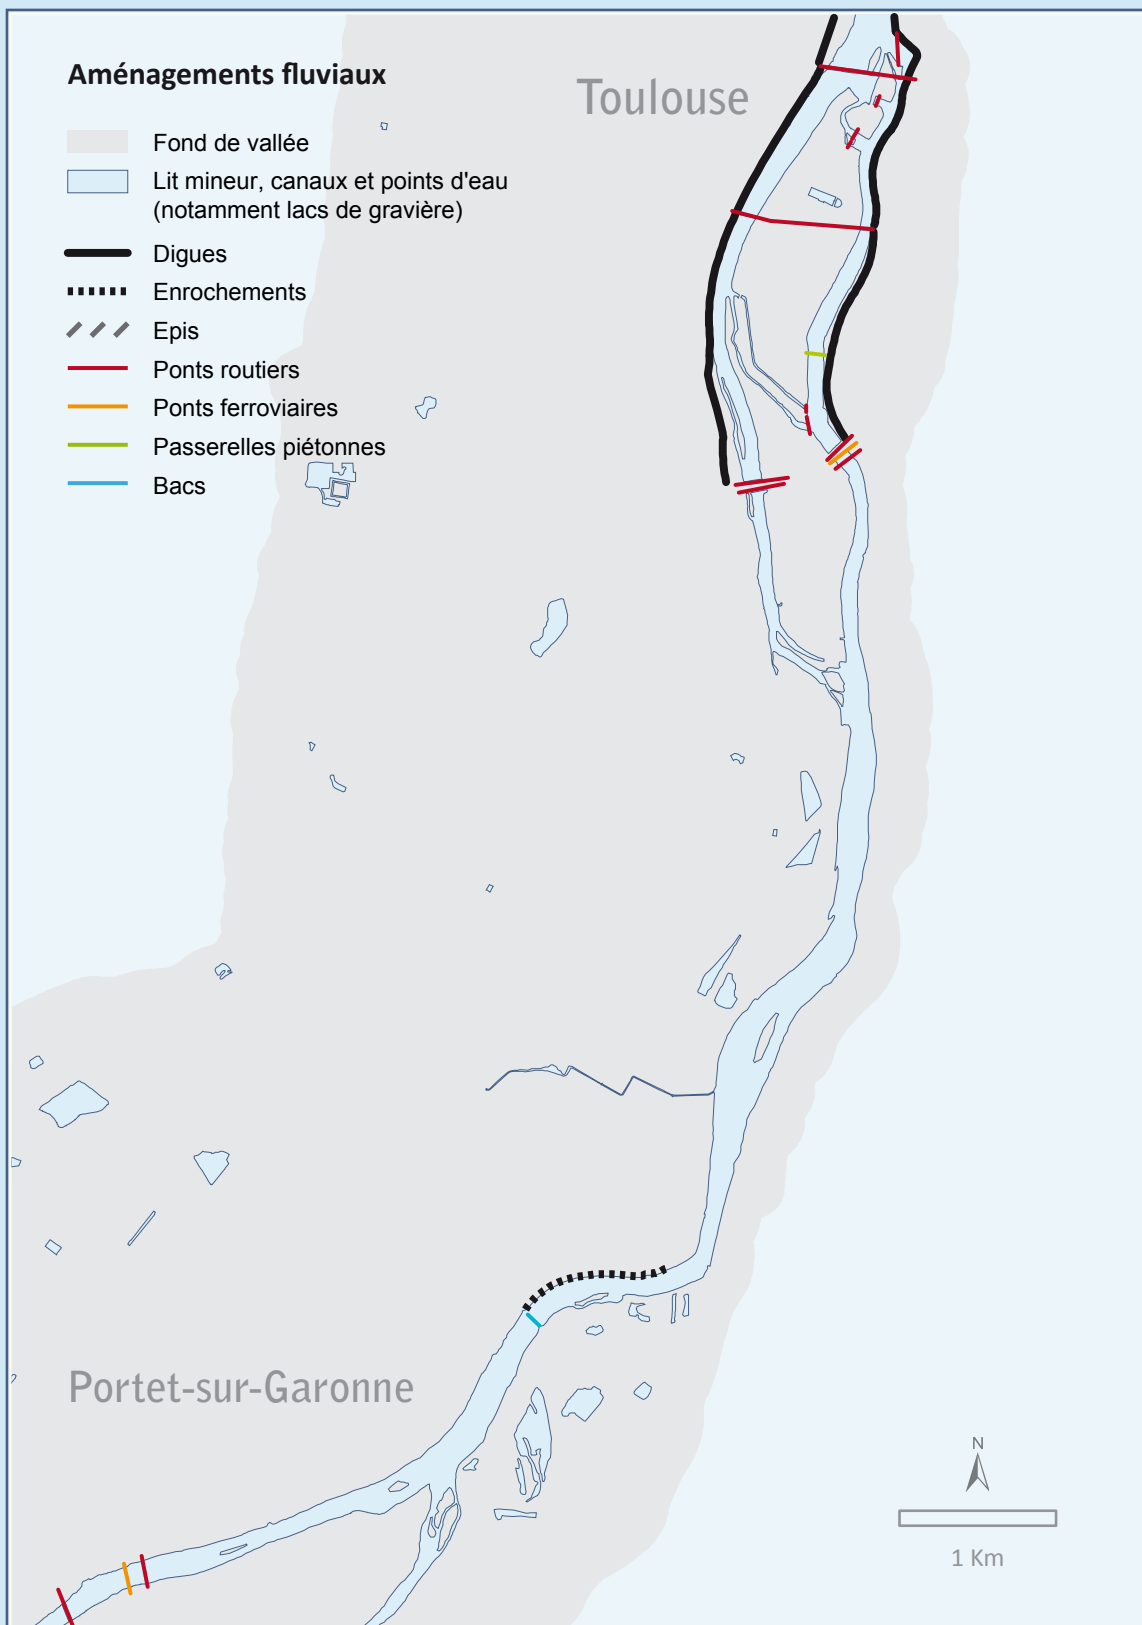 Aménagements fluviaux
Toulouse
Fond de vallée
Lit mineur, canaux et points d'eau
(notamment lacs de gravière)
Digues
Enrochements
Epis
Ponts routiers
Ponts ferroviaires
Passerelles piétonnes
Bacs
Portet-sur-Garonne
N
1 Km